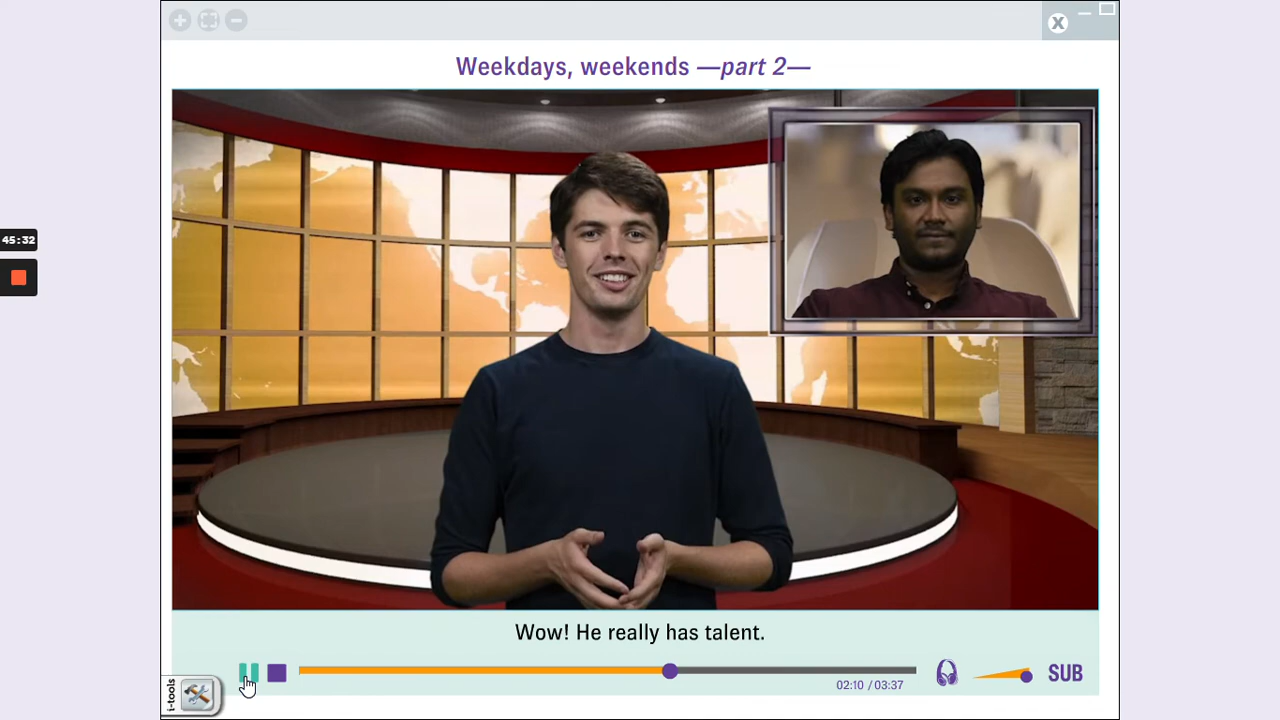 X
Weekdays, weekends —part 2—
45:32
Wow! He really has talent.
SUB
02:10 / 03:37
i-tools